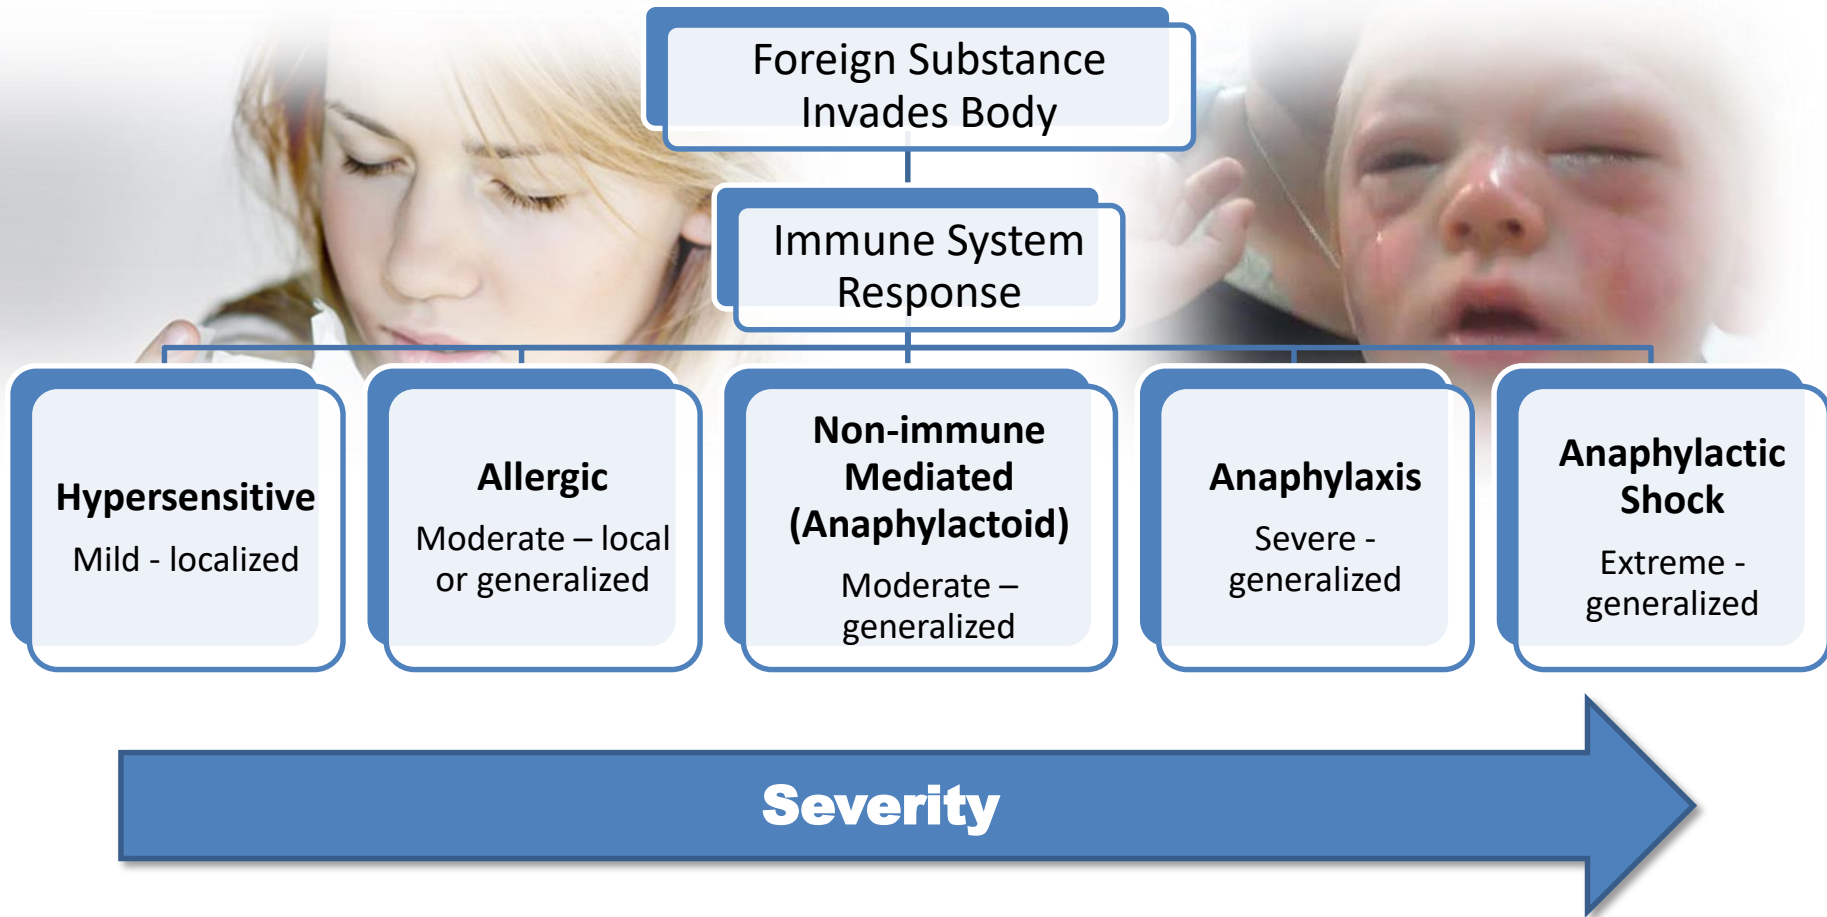 Foreign Substance
Invades Body
Immune System
Response
Hypersensitive
Mild - localized
Allergic
Moderate – local
or generalized
Non-immune
Mediated
(Anaphylactoid)
Moderate –
generalized
Anaphylaxis
Severe -
generalized
Anaphylactic
Shock
Extreme -
generalized
Severity